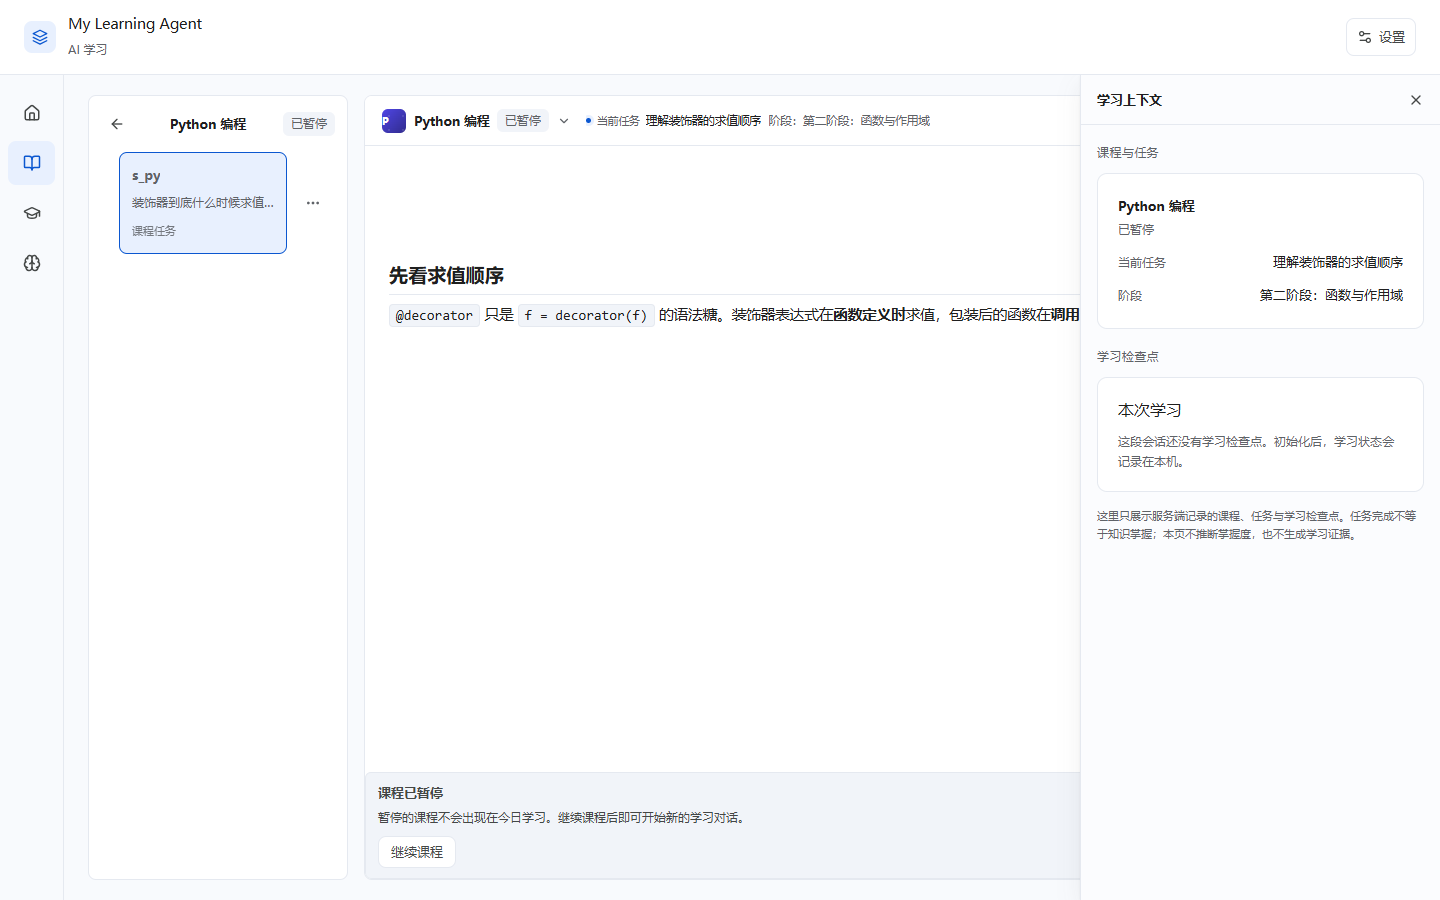 My Learning Agent
AI 学习
设置
Python 编程
已暂停
s_py
装饰器到底什么时候求值...
课程任务
P
Python 编程
已暂停
当前任务 理解装饰器的求值顺序 阶段：第二阶段：函数与作用域
先看求值顺序
@decorator 只是 f = decorator(f) 的语法糖。装饰器表达式在函数定义时求值，包装后的函数在调用
课程已暂停
暂停的课程不会出现在今日学习。继续课程后即可开始新的学习对话。
继续课程
学习上下文
课程与任务
Python 编程
已暂停
当前任务 理解装饰器的求值顺序
阶段 第二阶段：函数与作用域
学习检查点
本次学习
这段会话还没有学习检查点。初始化后，学习状态会
记录在本机。
这里只展示服务端记录的课程、任务与学习检查点。任务完成不等
于知识掌握；本页不推断掌握度，也不生成学习证据。